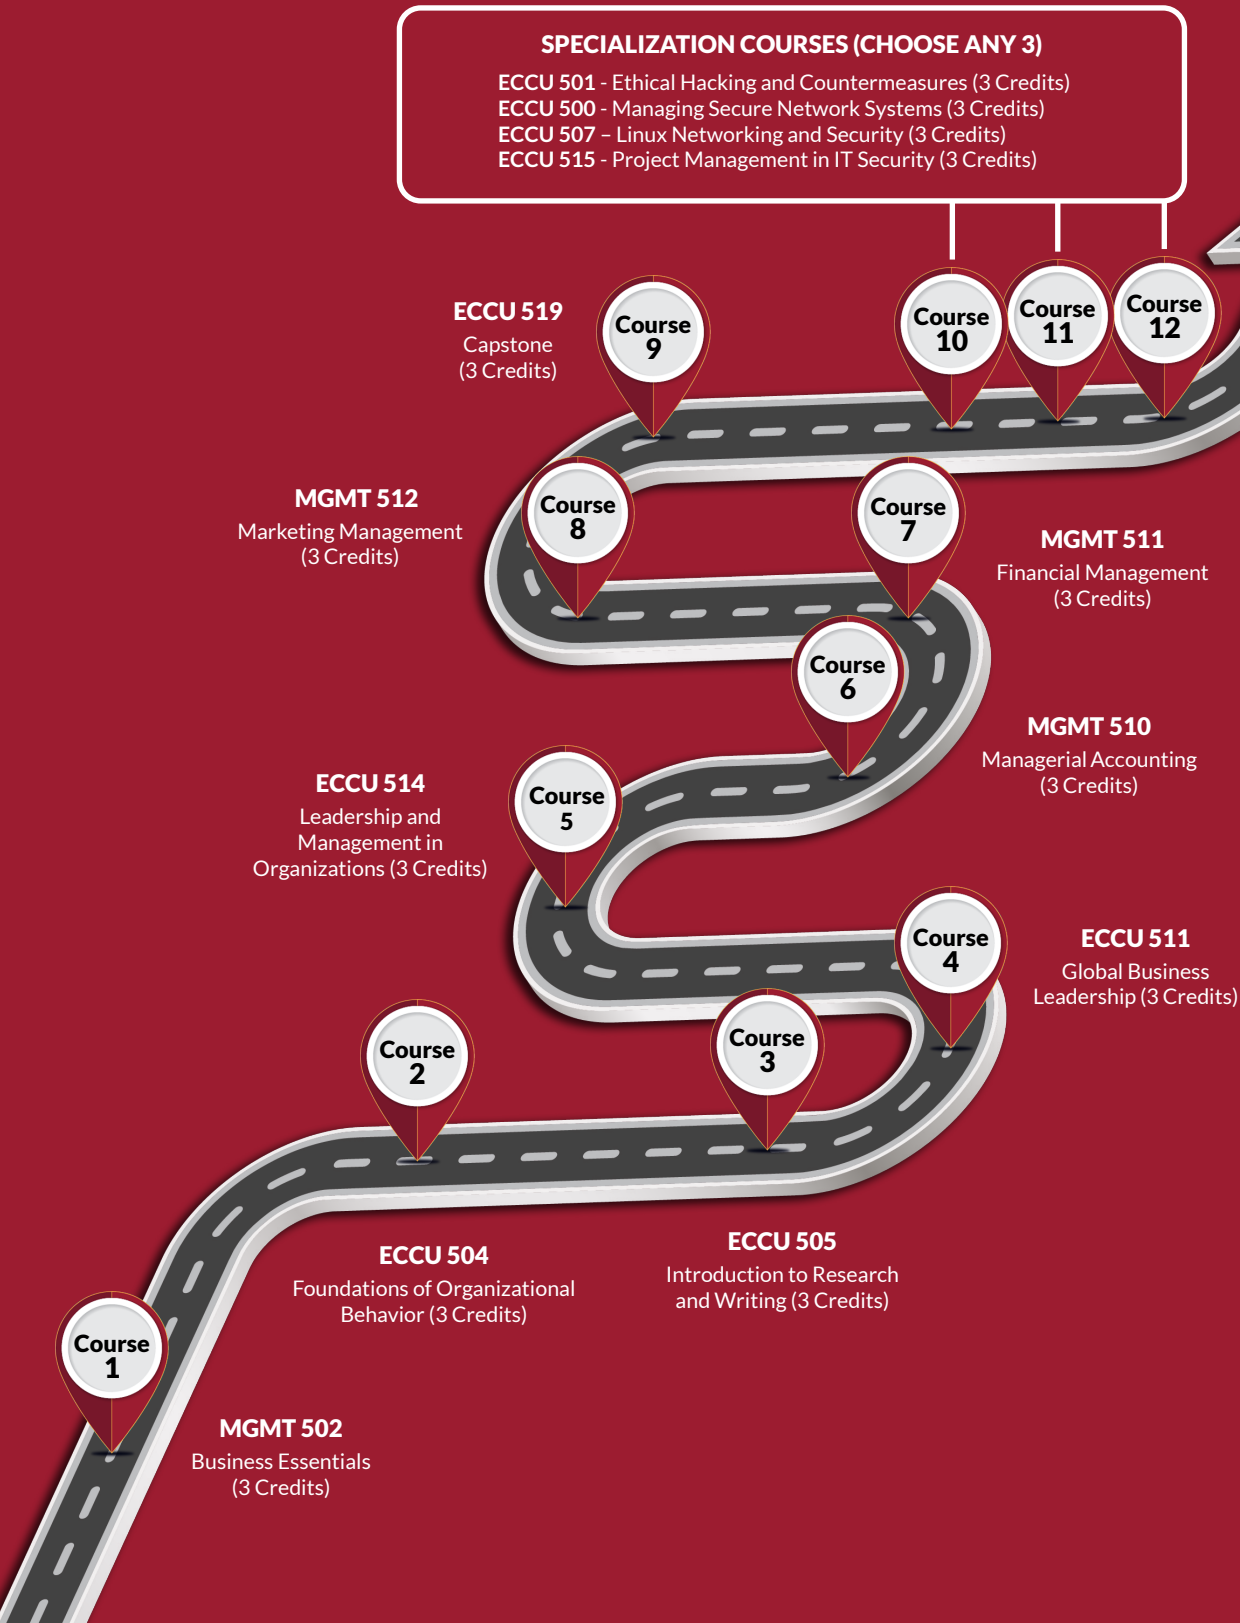 SPECIALIZATION COURSES (CHOOSE ANY 3)
ECCU 501 - Ethical Hacking and Countermeasures (3 Credits)
ECCU 500 - Managing Secure Network Systems (3 Credits)
ECCU 507 – Linux Networking and Security (3 Credits)
ECCU 515 - Project Management in IT Security (3 Credits)
ECCU 519
Capstone
(3 Credits)
Course
9
Course
10
Course
11
Course
12
MGMT 512
Marketing Management
(3 Credits)
Course
8
Course
7
MGMT 511
Financial Management
(3 Credits)
Course
6
MGMT 510
Managerial Accounting
(3 Credits)
ECCU 514
Leadership and
Management in
Organizations (3 Credits)
Course
5
Course
4
ECCU 511
Global Business
Leadership (3 Credits)
Course
2
Course
3
ECCU 504
Foundations of Organizational
Behavior (3 Credits)
ECCU 505
Introduction to Research
and Writing (3 Credits)
Course
1
MGMT 502
Business Essentials
(3 Credits)